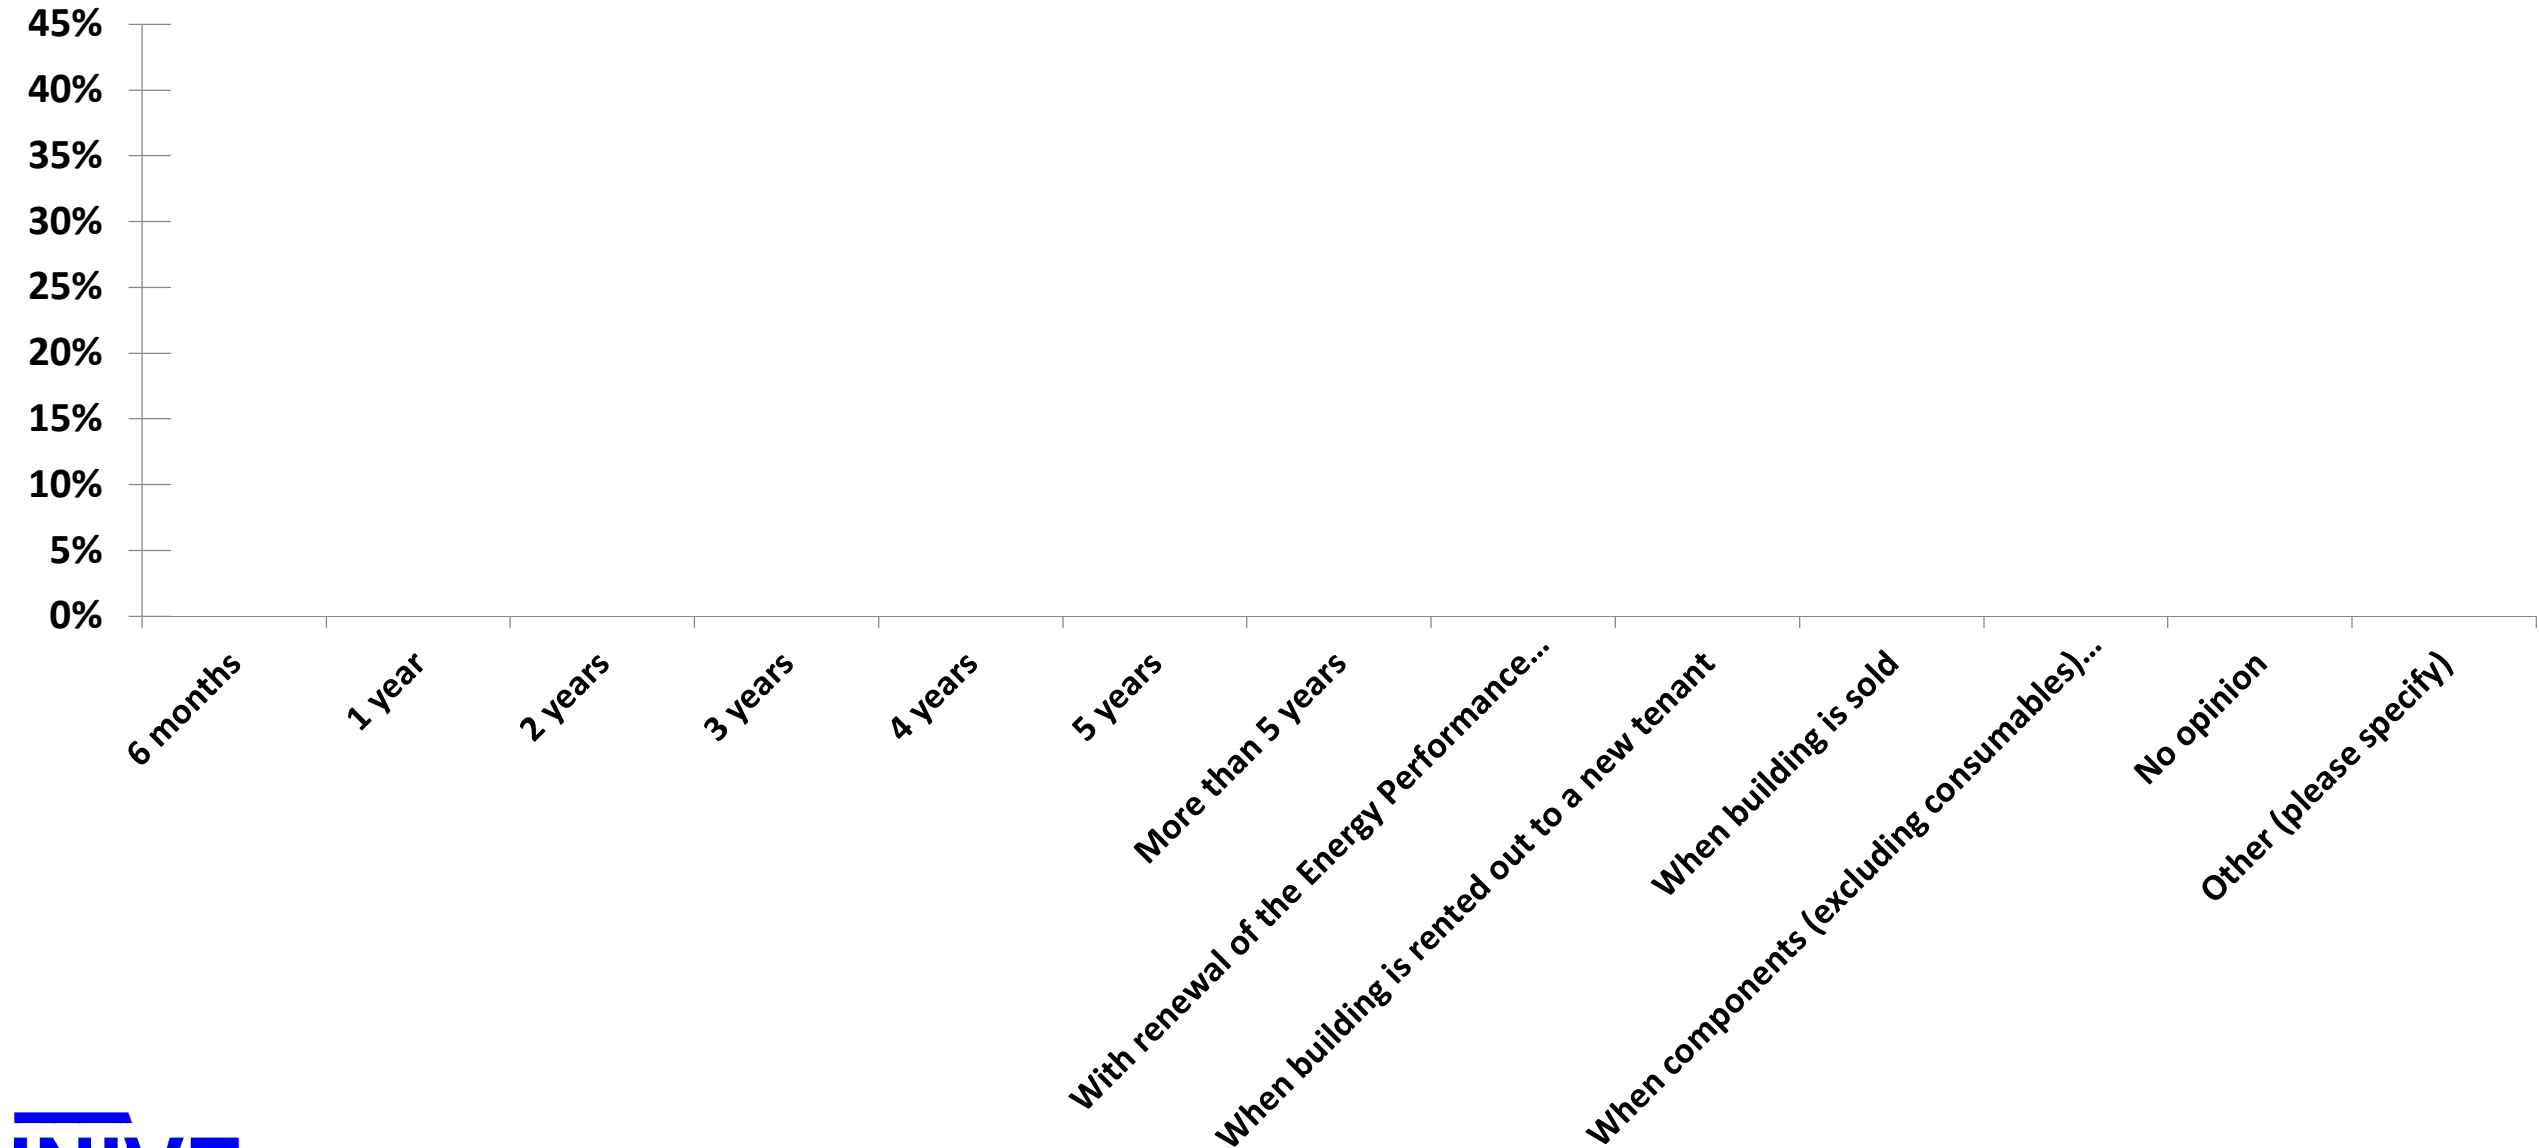 45%
40%
35%
30%
25%
20%
15%
10%
5%
0%
6 months
1 year
2 years
3 years
4 years
5 years
More than 5 years
With renewal of the Energy Performance...
When building is rented out to a new tenant
When building is sold
When components (excluding consumables)...
No opinion
Other (please specify)